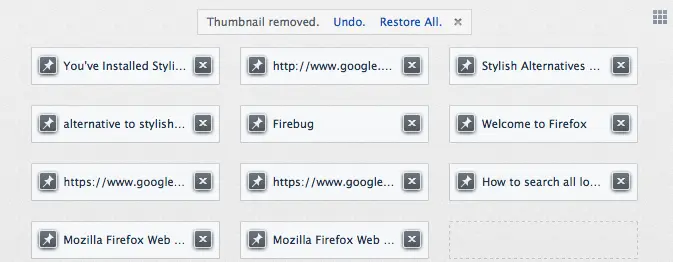 Thumbnail removed. Undo. Restore All.
You've Installed Styli... http://www.google.... Stylish Alternatives ...
alternative to stylish... Firebug Welcome to Firefox
https://www.google... https://www.google... How to search all lo...
Mozilla Firefox Web ... Mozilla Firefox Web ...